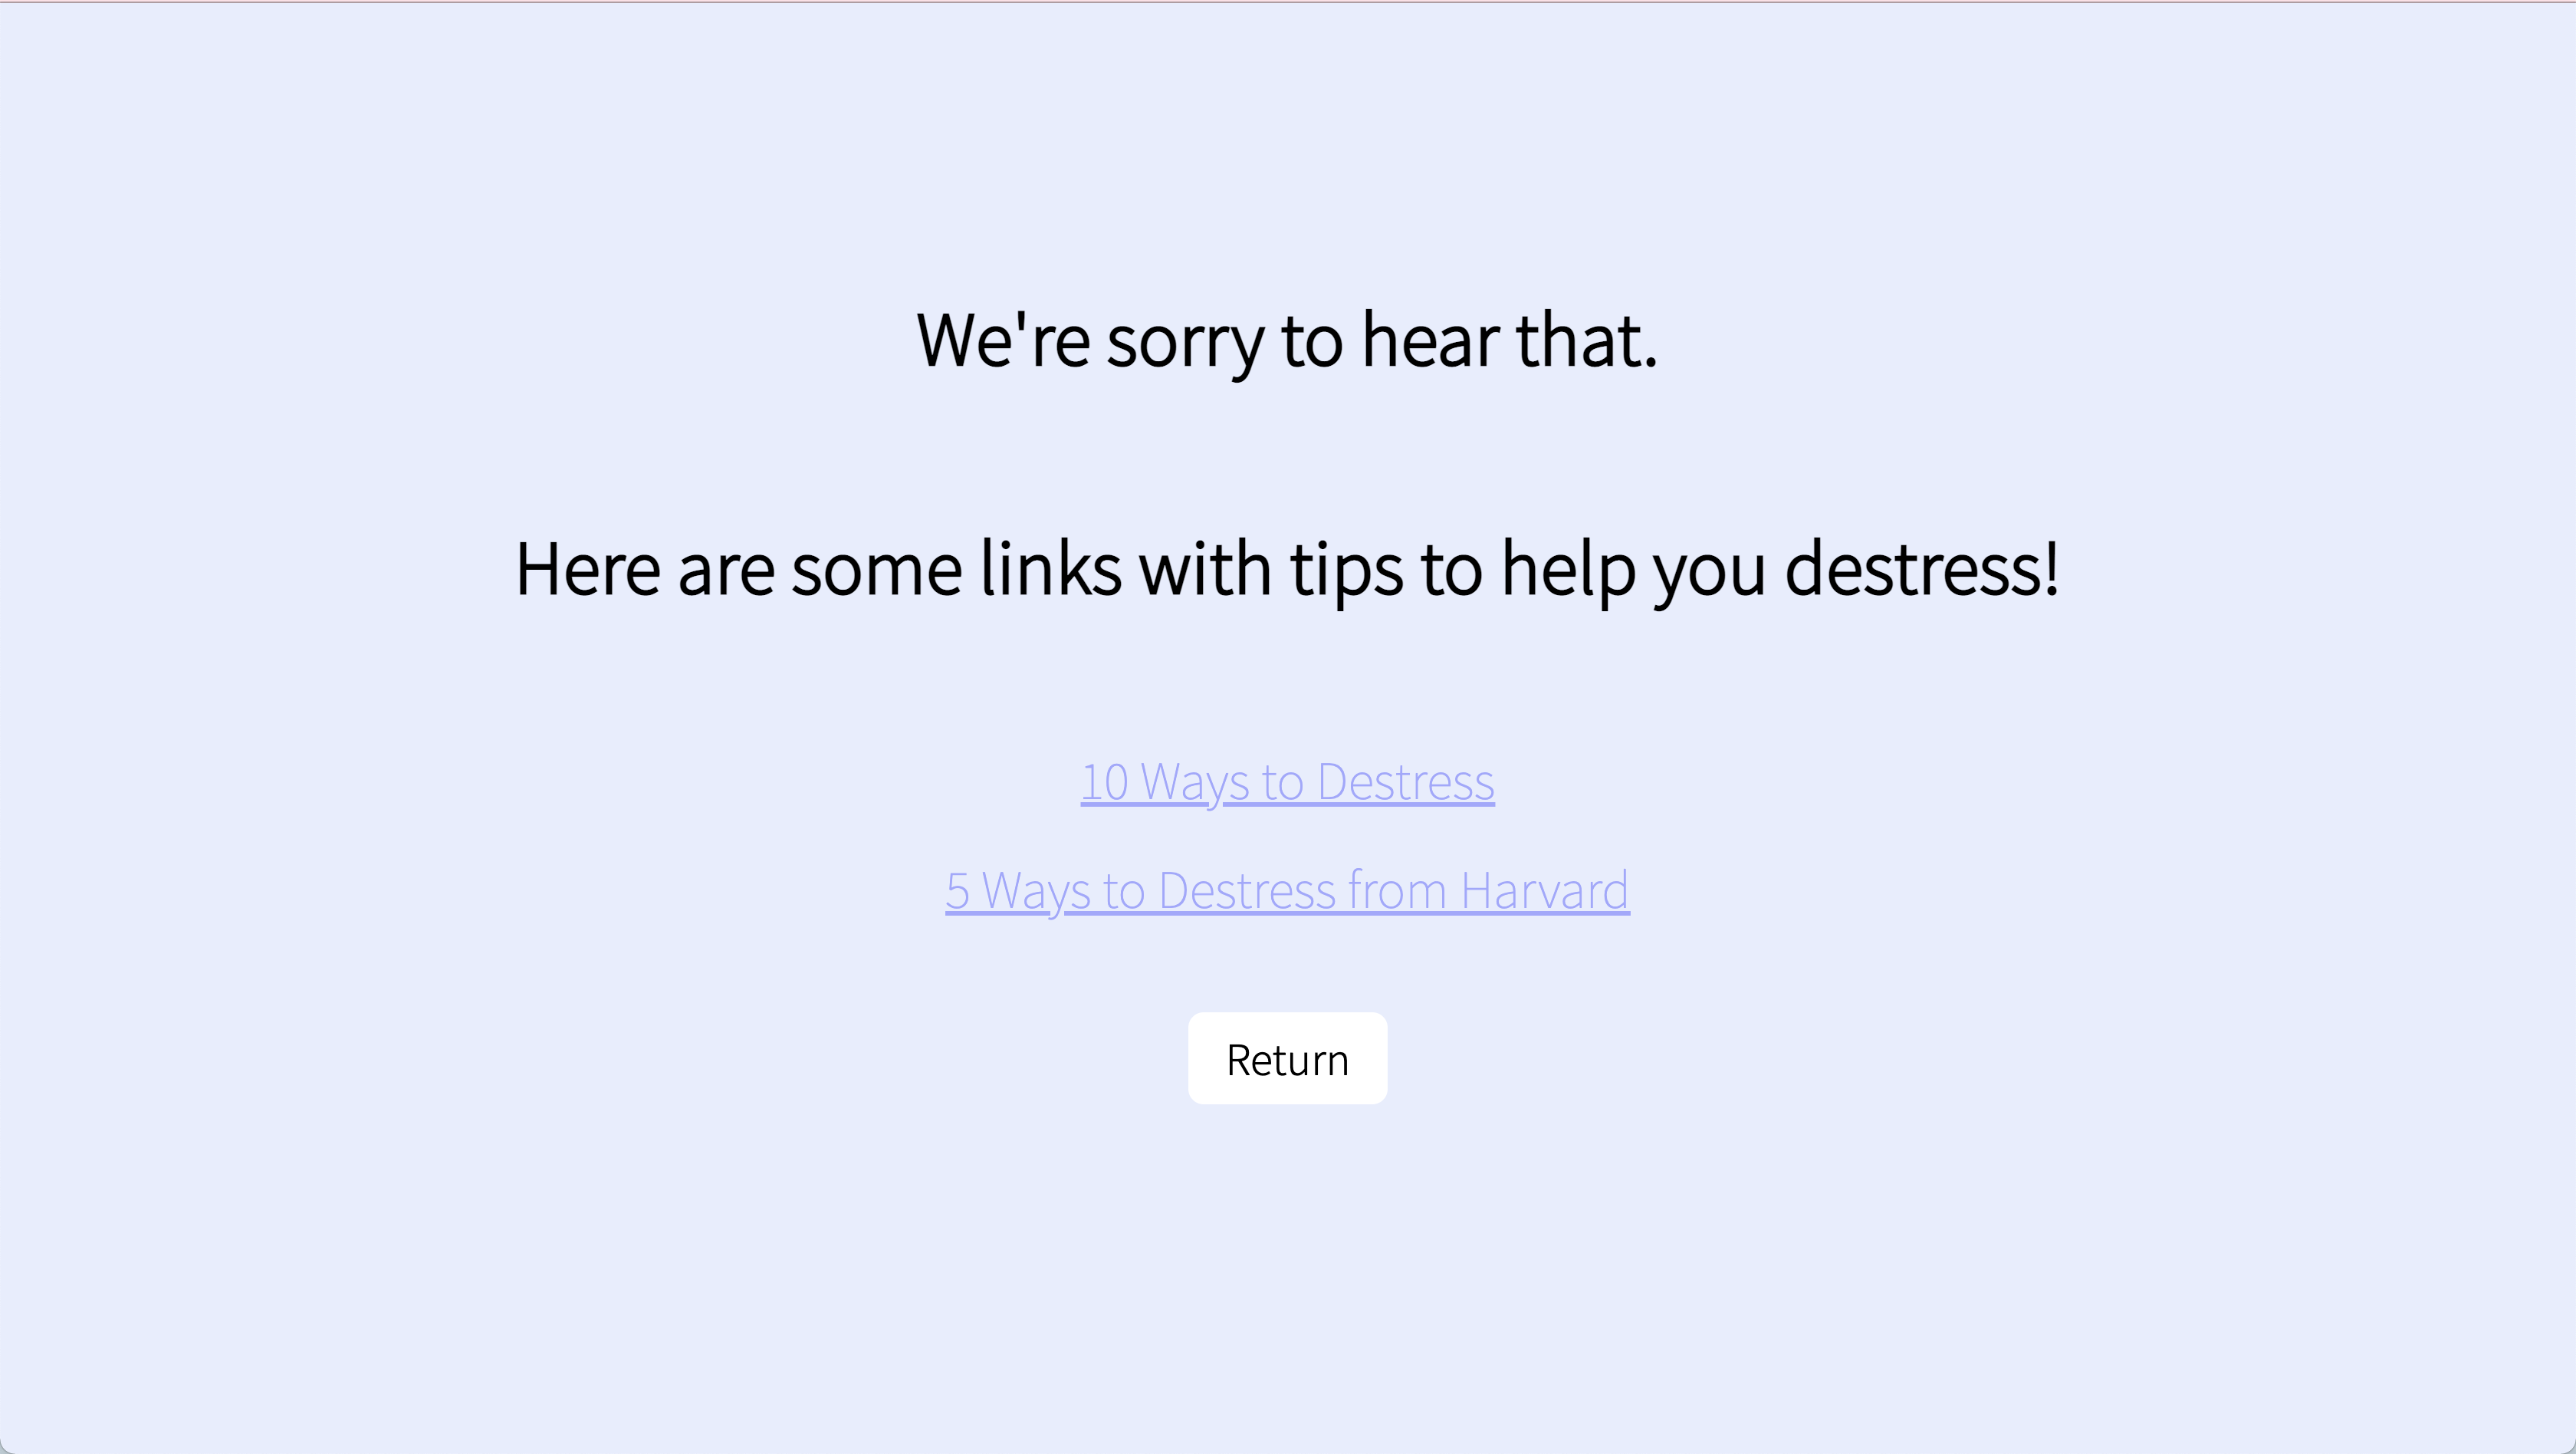 We're sorry to hear that.
Here are some links with tips to help you destress!
10 Ways to Destress
5 Ways to Destress from Harvard
Return